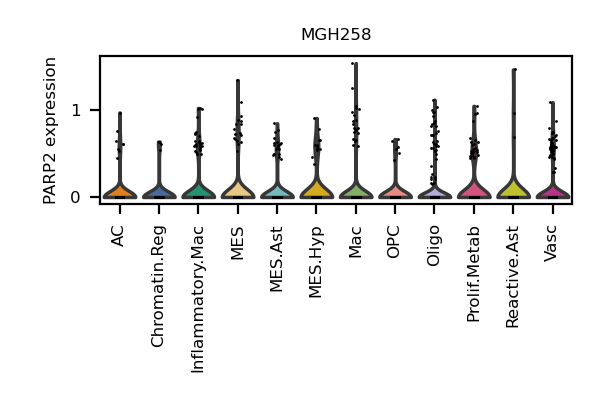 MGH258
PARP2 expression
1
0
AC
Chromatin.Reg
Inflammatory.Mac
MES
MES.Ast
MES.Hyp
Mac
OPC
Oligo
Prolif.Metab
Reactive.Ast
Vasc